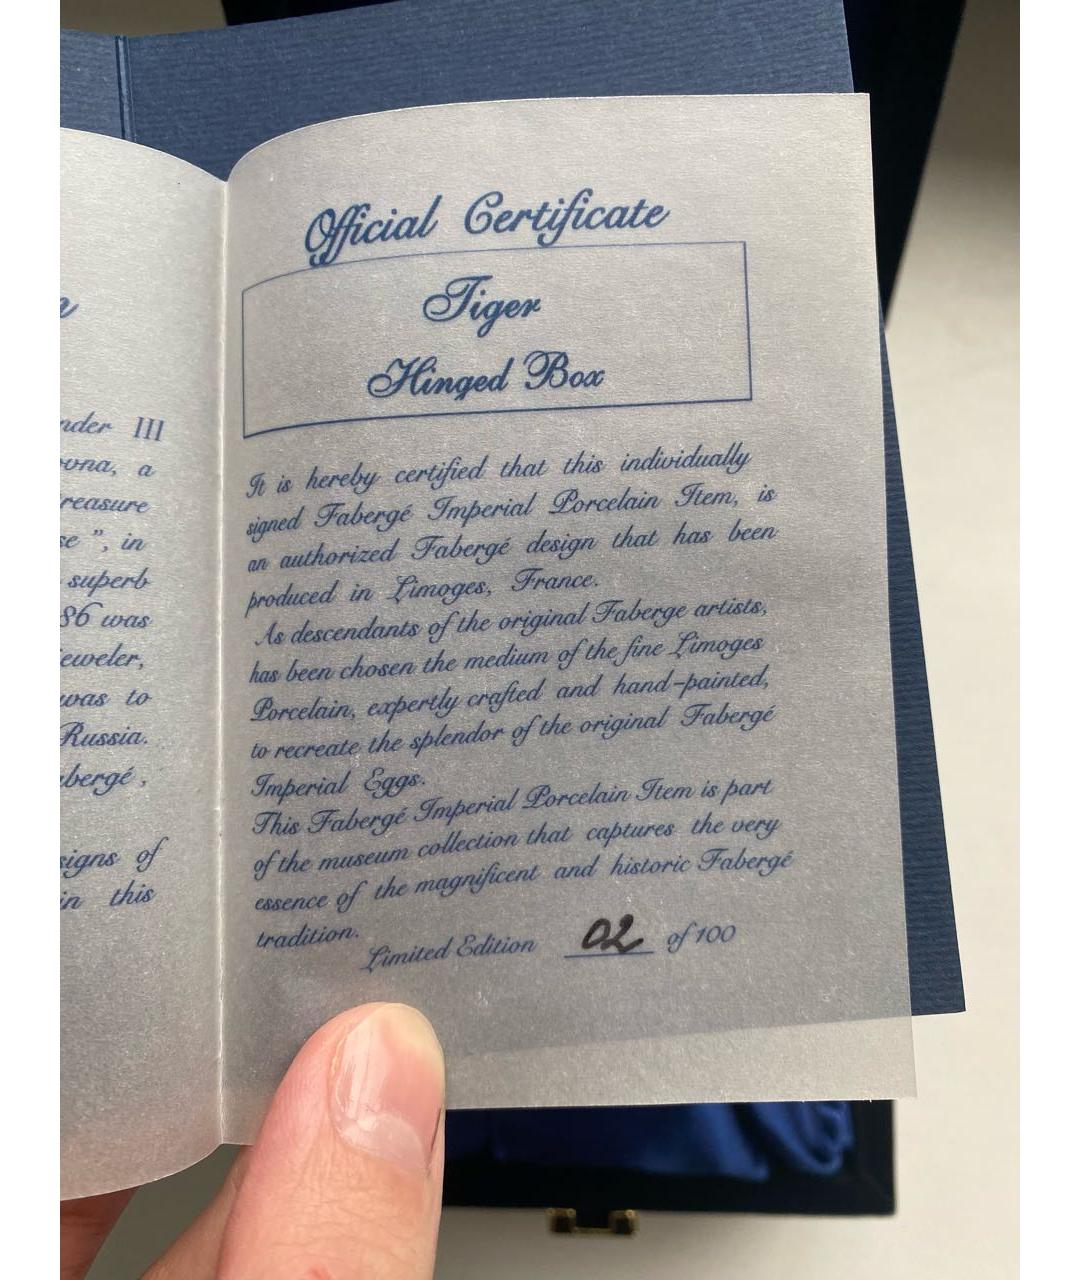 nder III
vna, a
reasure
se ", in
superb
86 was
eweler,
was to
Russia.
bergé,
signs of
in this
Official Certificate
Tiger
Hinged Box
It is hereby certified that this individually
signed Fabergé Imperial Porcelain Item, is
an authorized Fabergé design that has been
produced in Limoges, France.
As descendants of the original Faberge artists,
has been chosen the medium of the fine Limoges
Porcelain, expertly crafted and hand-painted,
to recreate the splendor of the original Fabergé
Imperial Eggs.
This Fabergé Imperial Porcelain Item is part
of the museum collection that captures the very
essence of the magnificent and historic Fabergé
tradition.
Limited Edition 02 of 100